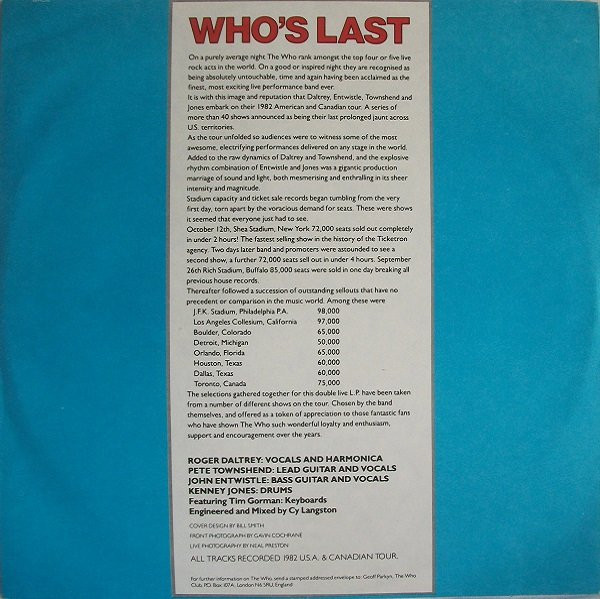 WHO'S LAST
On a purely average night The Who rank amongst the top four or five live
rock acts in the world. On a good or inspired night they are recognised as
being absolutely untouchable, time and again having been acclaimed as the
finest, most exciting live performance band ever.
It is with this image and reputation that Daltrey, Entwistle, Townshend and
Jones embark on their 1982 American and Canadian tour. A series of
more than 40 shows announced as being their last prolonged jaunt across
U.S. territories.
As the tour unfolded so audiences were to witness some of the most
awesome, electrifying performances delivered on any stage in the world.
Added to the raw dynamics of Daltrey and Townshend, and the explosive
rhythm combination of Entwistle and Jones was a gigantic production
marriage of sound and light, both mesmerising and enthralling in its sheer
intensity and magnitude.
Stadium capacity and ticket sale records began tumbling from the very
first day, torn apart by the voracious demand for seats. These were shows
it seemed that everyone just had to see.
October 12th, Shea Stadium, New York 72,000 seats sold out completely
in under 2 hours! The fastest selling show in the history of the Ticketron
agency. Two days later band and promoters were astounded to see a
second show, a further 72,000 seats sell out in under 4 hours. September
26th Rich Stadium, Buffalo 85,000 seats were sold in one day breaking all
previous house records.
Thereafter followed a succession of outstanding sellouts that have no
precedent or comparison in the music world. Among these were
J.F.K. Stadium, Philadelphia P.A. 98,000
Los Angeles Collesium, California 97,000
Boulder, Colorado 65,000
Detroit, Michigan 50,000
Orlando, Florida 65,000
Houston, Texas 60,000
Dallas, Texas 60,000
Toronto, Canada 75,000
The selections gathered together for this double live L.P. have been taken
from a number of different shows on the tour. Chosen by the band
themselves, and offered as a token of appreciation to those fantastic fans
who have shown The Who such wonderful loyalty and enthusiasm,
support and encouragement over the years.
ROGER DALTREY: VOCALS AND HARMONICA
PETE TOWNSHEND: LEAD GUITAR AND VOCALS
JOHN ENTWISTLE: BASS GUITAR AND VOCALS
KENNEY JONES: DRUMS
Featuring Tim Gorman: Keyboards
Engineered and Mixed by Cy Langston
COVER DESIGN BY BILL SMITH
FRONT PHOTOGRAPH BY GAVIN COCHRANE
LIVE PHOTOGRAPHY BY NEAL PRESTON
ALL TRACKS RECORDED 1982 U.S.A. & CANADIAN TOUR.
For further information on The Who, send a stamped addressed envelope to: Geoff Parkyn, The Who
Club, P.O. Box 107A, London N6 5RU, England